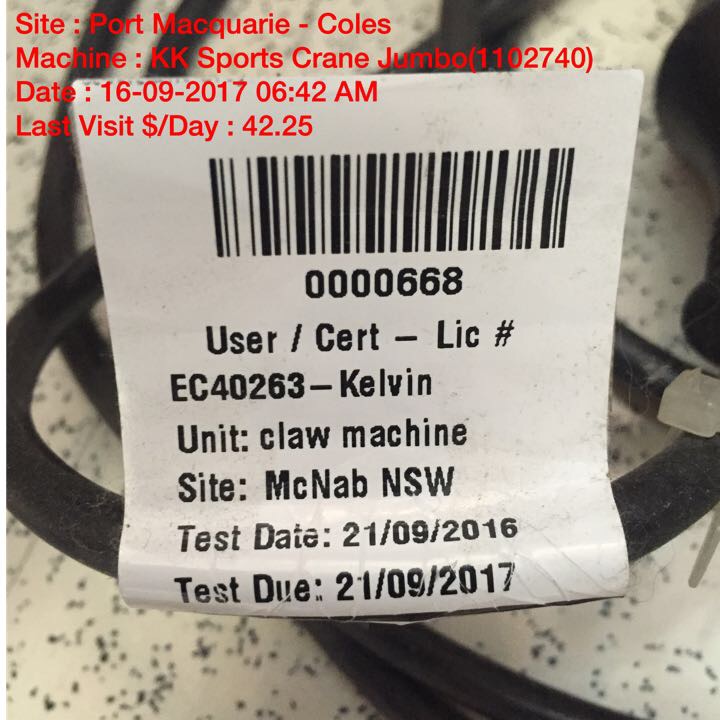 Site : Port Macquarie - Coles
Machine : KK Sports Crane Jumbo(1102740)
Date : 16-09-2017 06:42 AM
Last Visit $/Day : 42.25
0000668
User / Cert – Lic #
EC40263–Kelvin
Unit: claw machine
Site: McNab NSW
Test Date: 21/09/2016
Test Due: 21/09/2017